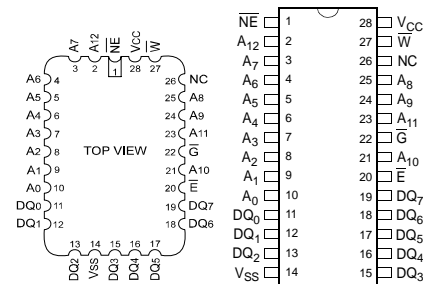 A7 A12 N̅E̅ VCC W̅
3 2 1 28 27
A6 4 26 NC
A5 5 25 A8
A4 6 24 A9
A3 7 23 A11
A2 8 TOP VIEW 22 G̅
A1 9 21 A10
A0 10 20 E̅
DQ0 11 19 DQ7
DQ1 12 18 DQ6
13 14 15 16 17
DQ2 VSS DQ3 DQ4 DQ5
N̅E̅ 1 28 VCC
A12 2 27 W̅
A7 3 26 NC
A6 4 25 A8
A5 5 24 A9
A4 6 23 A11
A3 7 22 G̅
A2 8 21 A10
A1 9 20 E̅
A0 10 19 DQ7
DQ0 11 18 DQ6
DQ1 12 17 DQ5
DQ2 13 16 DQ4
VSS 14 15 DQ3